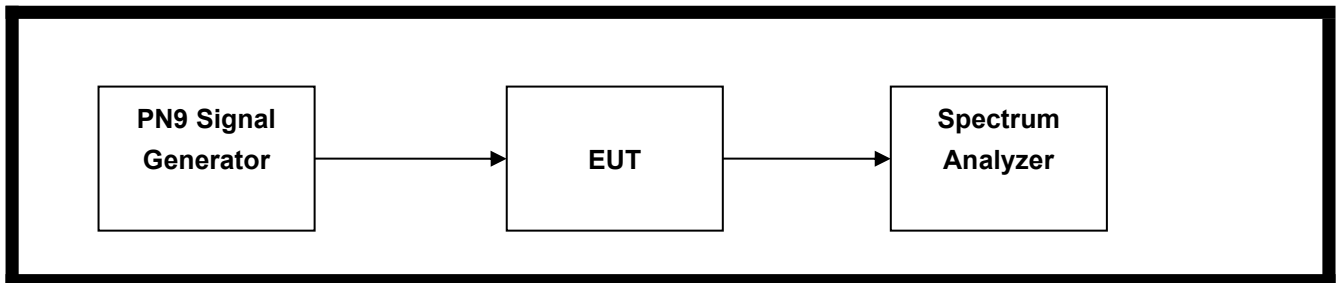 PN9 Signal
Generator
EUT
Spectrum
Analyzer